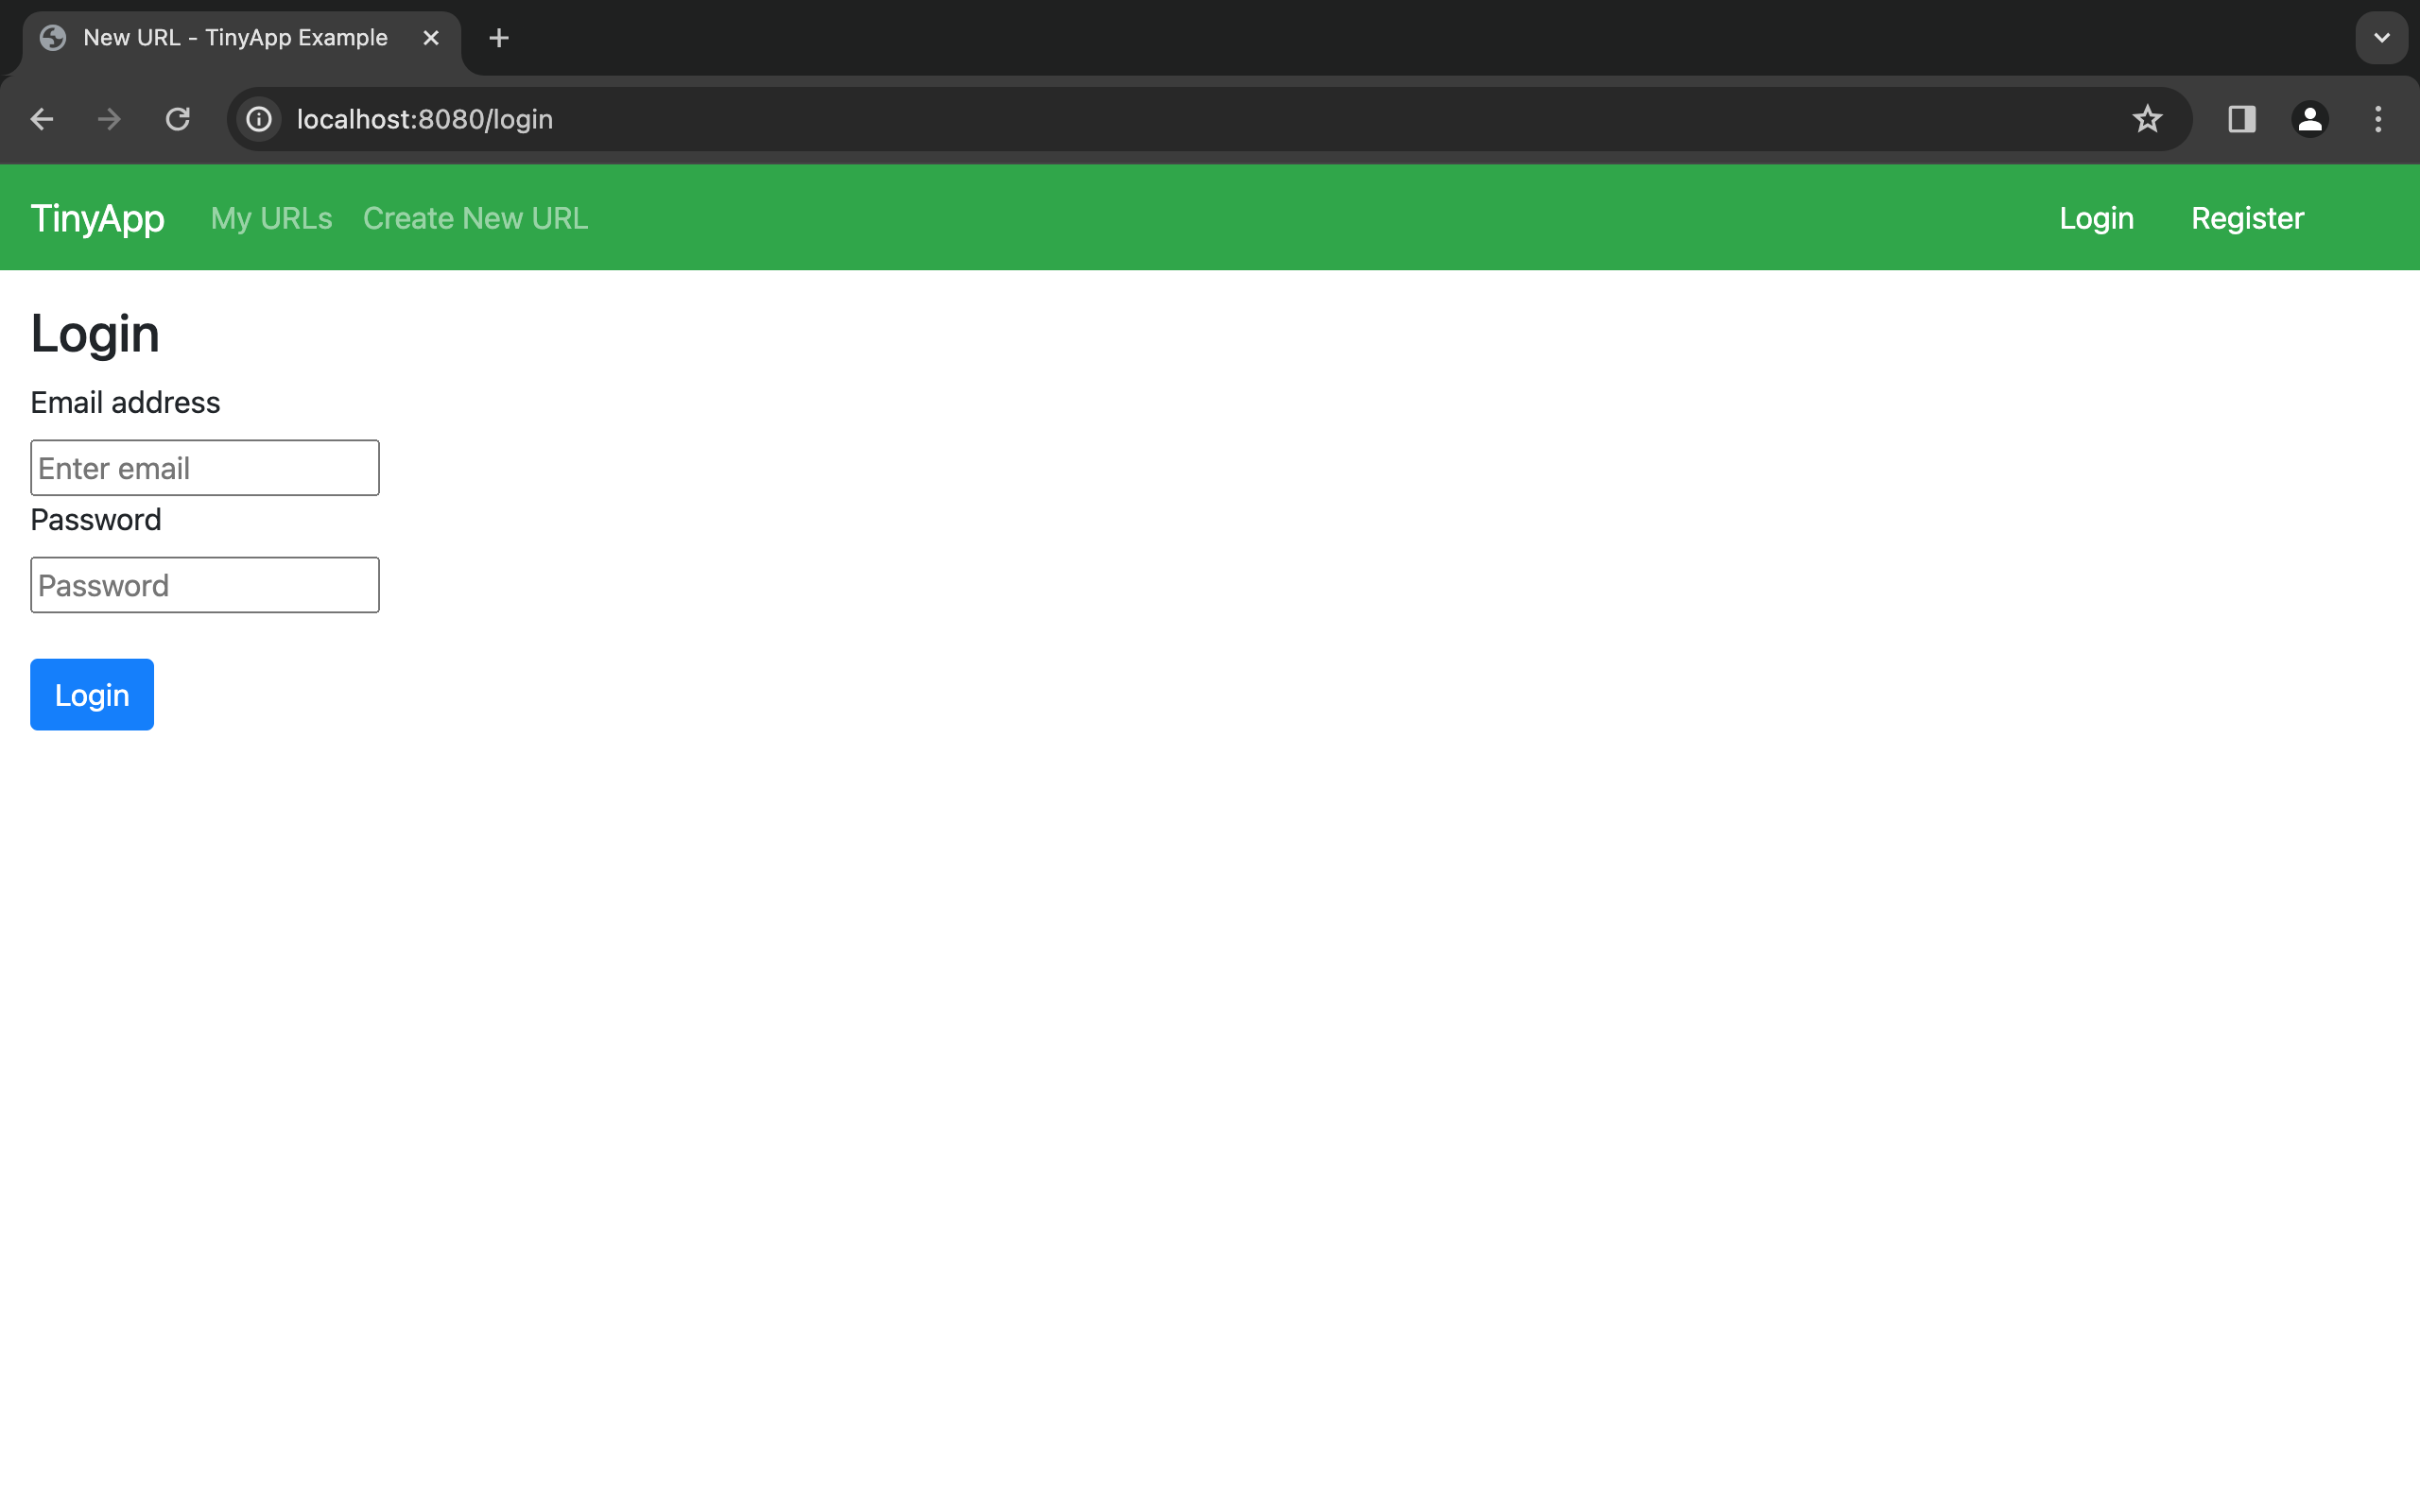 New URL - TinyApp Example
localhost:8080/login
TinyApp My URLs Create New URL Login Register
Login
Email address
Enter email
Password
Password
Login